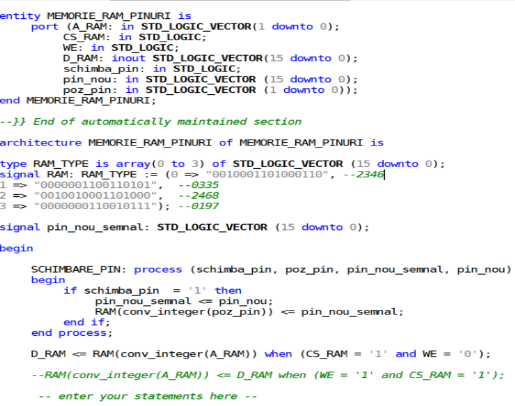 entity MEMORIE_RAM_PINURI is
port (A_RAM: in STD_LOGIC_VECTOR(1 downto 0);
CS_RAM: in STD_LOGIC;
WE: in STD_LOGIC;
D_RAM: inout STD_LOGIC_VECTOR(15 downto 0);
schimba_pin: in STD_LOGIC;
pin_nou: in STD_LOGIC_VECTOR (15 downto 0);
poz_pin: in STD_LOGIC_VECTOR (1 downto 0));
end MEMORIE_RAM_PINURI;
--}} End of automatically maintained section
architecture MEMORIE_RAM_PINURI of MEMORIE_RAM_PINURI is
type RAM_TYPE is array(0 to 3) of STD_LOGIC_VECTOR (15 downto 0);
signal RAM: RAM_TYPE := (0 => "0010001101000110", --2346
1 => "0000001100110101", --0335
2 => "0010010001101000", --2468
3 => "0000000110010111"); --0197
signal pin_nou_semnal: STD_LOGIC_VECTOR (15 downto 0);
begin
SCHIMBARE_PIN: process (schimba_pin, poz_pin, pin_nou_semnal, pin_nou)
begin
if schimba_pin = '1' then
pin_nou_semnal <= pin_nou;
RAM(conv_integer(poz_pin)) <= pin_nou_semnal;
end if;
end process;
D_RAM <= RAM(conv_integer(A_RAM)) when (CS_RAM = '1' and WE = '0');
--RAM(conv_integer(A_RAM)) <= D_RAM when (WE = '1' and CS_RAM = '1');
-- enter your statements here --